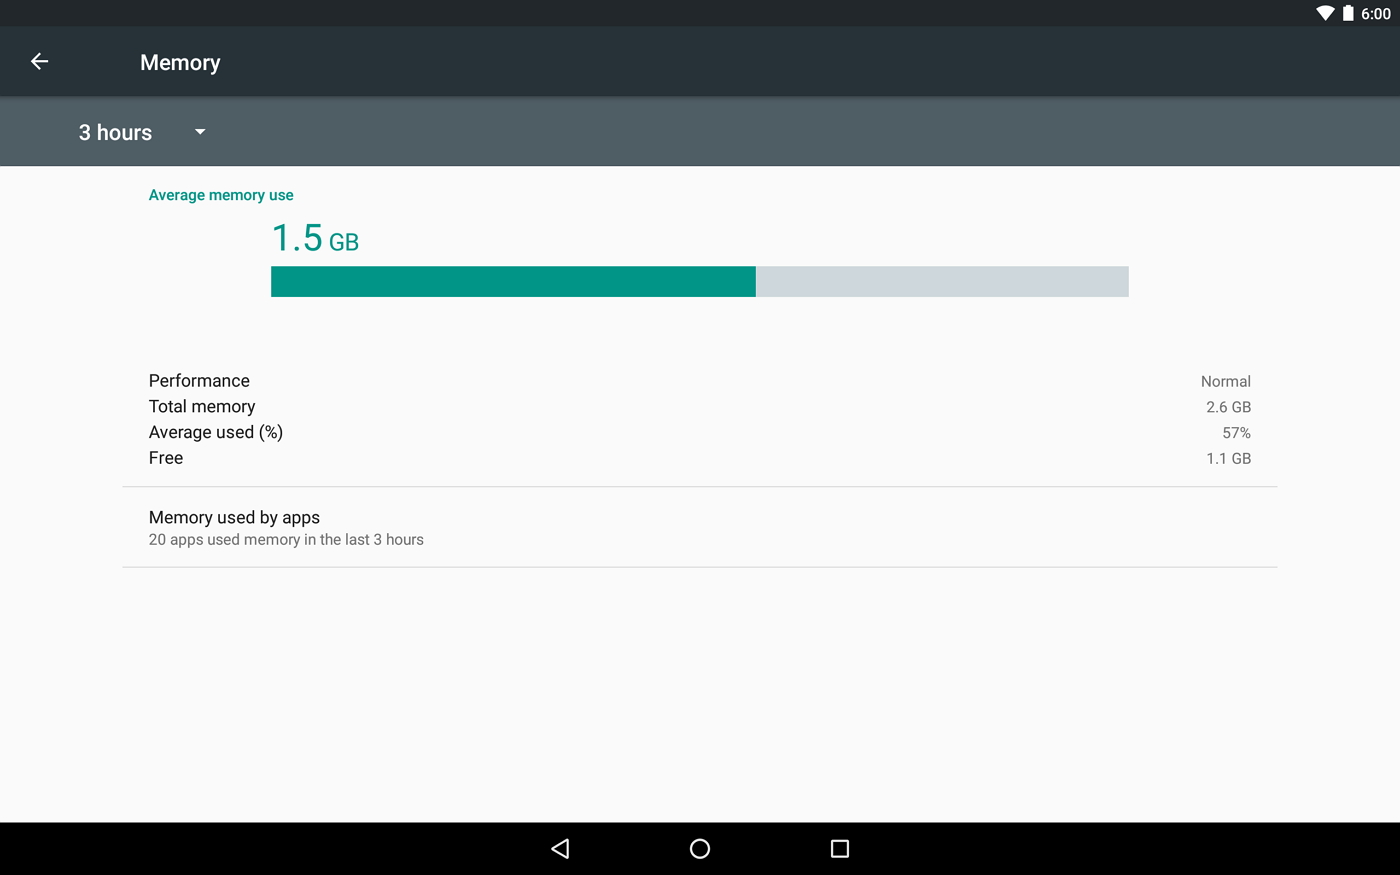 6:00
Memory
3 hours
Average memory use
1.5 GB
Performance Normal
Total memory 2.6 GB
Average used (%) 57%
Free 1.1 GB
Memory used by apps
20 apps used memory in the last 3 hours